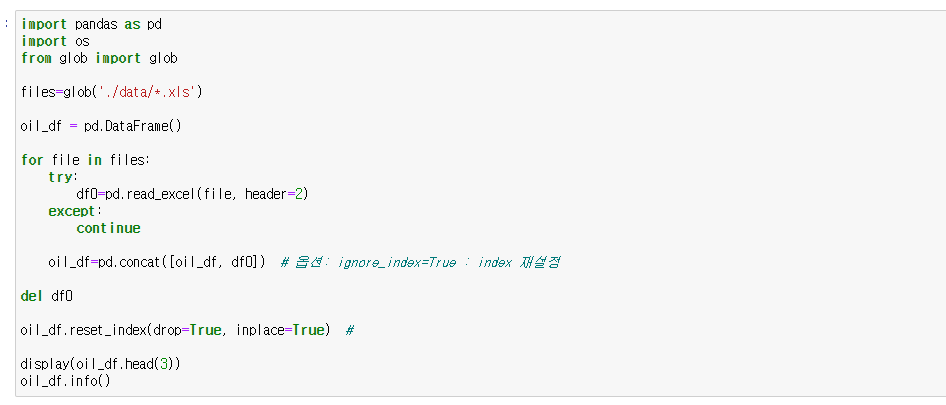 :
import pandas as pd
import os
from glob import glob
files=glob('./data/*.xls')
oil_df = pd.DataFrame()
for file in files:
    try:
        df0=pd.read_excel(file, header=2)
    except:
        continue
    oil_df=pd.concat([oil_df, df0])  # 옵션: ignore_index=True : index 재설정
del df0
oil_df.reset_index(drop=True, inplace=True)  #
display(oil_df.head(3))
oil_df.info()